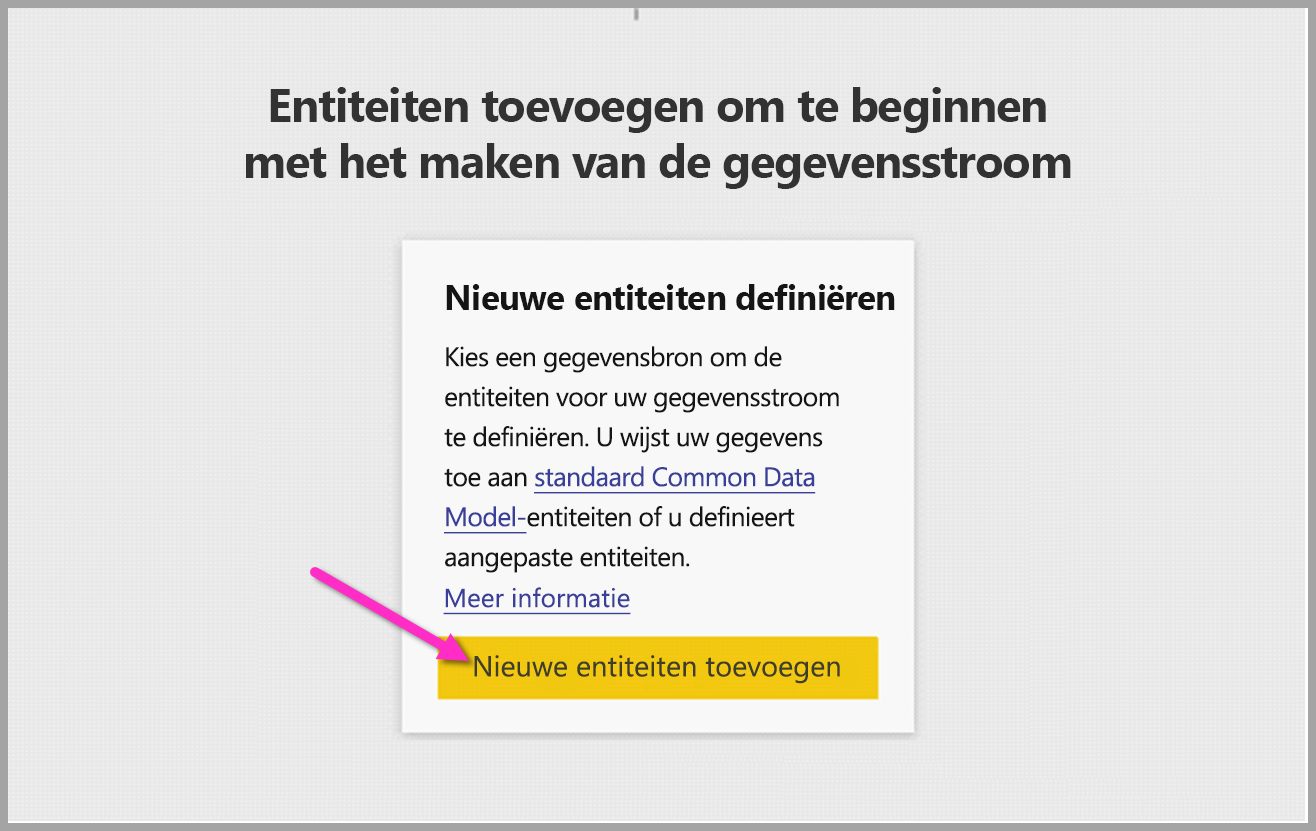 Entiteiten toevoegen om te beginnen
met het maken van de gegevensstroom
Nieuwe entiteiten definiëren
Kies een gegevensbron om de
entiteiten voor uw gegevensstroom
te definiëren. U wijst uw gegevens
toe aan standaard Common Data
Model-entiteiten of u definieert
aangepaste entiteiten.
Meer informatie
Nieuwe entiteiten toevoegen